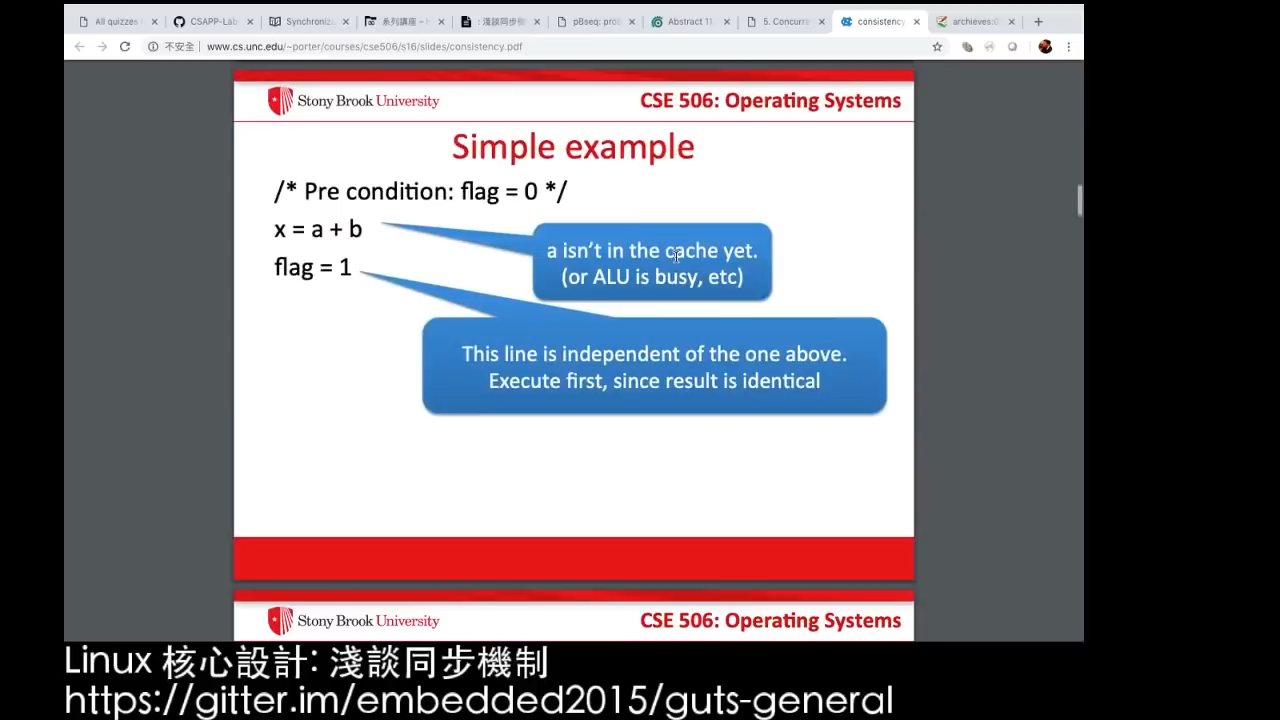 All quizzes
CSAPP-Lab
Synchroniz
系列講座 –
: 淺談同步機
pBseq: prob
Abstract 11.
5. Concurre
consistency
archieves:0
不安全 | www.cs.unc.edu/~porter/courses/cse506/s16/slides/consistency.pdf
Stony Brook University
CSE 506: Operating Systems
Simple example
/* Pre condition: flag = 0 */
x = a + b
a isn't in the cache yet.
(or ALU is busy, etc)
flag = 1
This line is independent of the one above.
Execute first, since result is identical
Stony Brook University
CSE 506: Operating Systems
Linux 核心設計: 淺談同步機制
https://gitter.im/embedded2015/guts-general